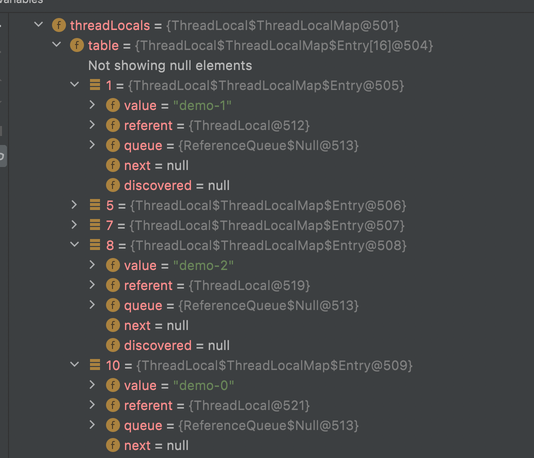 variables
threadLocals = {ThreadLocal$ThreadLocalMap@501}
table = {ThreadLocal$ThreadLocalMap$Entry[16]@504}
Not showing null elements
1 = {ThreadLocal$ThreadLocalMap$Entry@505}
f value = "demo-1"
f referent = {ThreadLocal@512}
f queue = {ReferenceQueue$Null@513}
f next = null
f discovered = null
5 = {ThreadLocal$ThreadLocalMap$Entry@506}
7 = {ThreadLocal$ThreadLocalMap$Entry@507}
8 = {ThreadLocal$ThreadLocalMap$Entry@508}
f value = "demo-2"
f referent = {ThreadLocal@519}
f queue = {ReferenceQueue$Null@513}
f next = null
f discovered = null
10 = {ThreadLocal$ThreadLocalMap$Entry@509}
f value = "demo-0"
f referent = {ThreadLocal@521}
f queue = {ReferenceQueue$Null@513}
f next = null